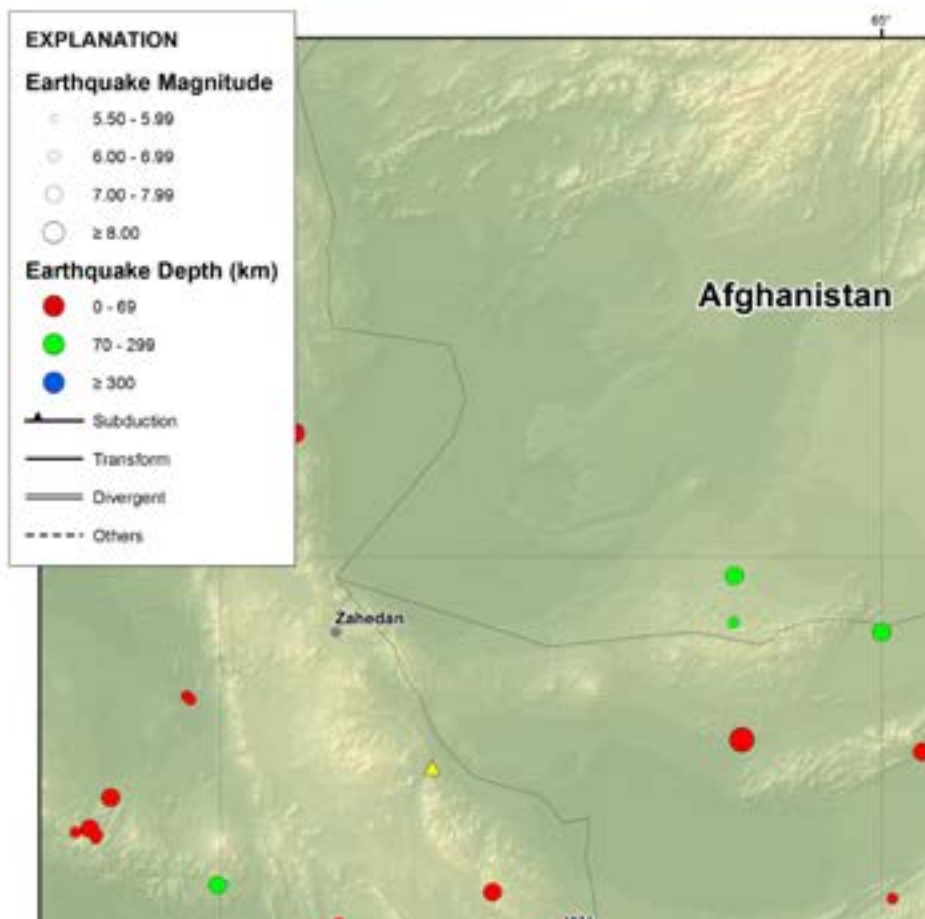 EXPLANATION
Earthquake Magnitude
5.50 - 5.99
6.00 - 6.99
7.00 - 7.99
≥ 8.00
Earthquake Depth (km)
0 - 69
70 - 299
≥ 300
Subduction
Transform
Divergent
Others
65°
Afghanistan
Zahedan